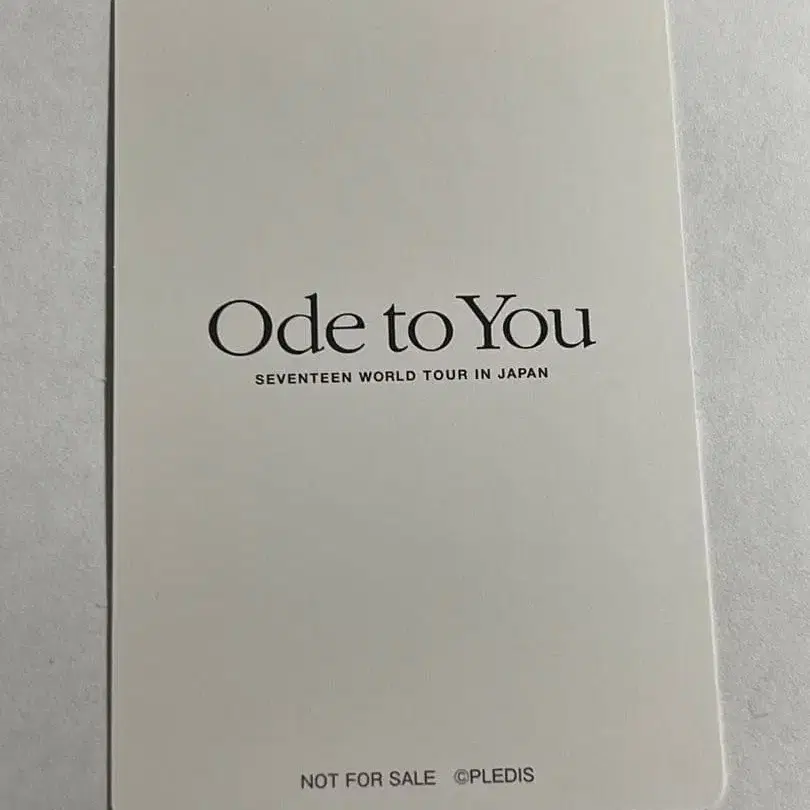 Ode to You
SEVENTEEN WORLD TOUR IN JAPAN
NOT FOR SALE ©PLEDIS